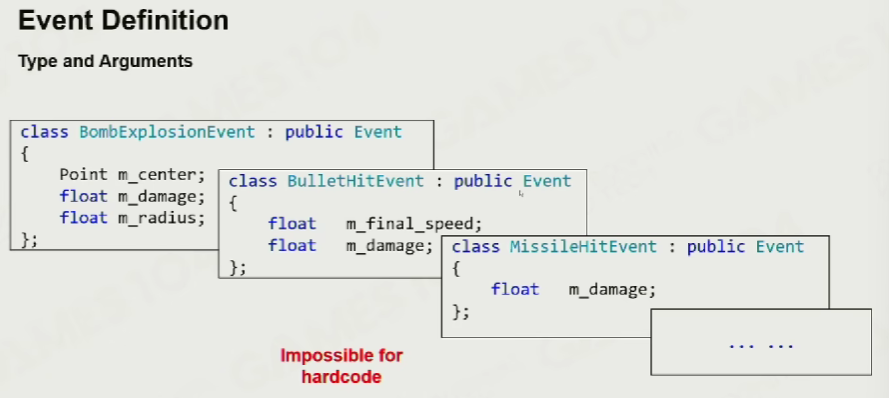 Event Definition
Type and Arguments
class BombExplosionEvent : public Event
{
Point m_center;
float m_damage;
float m_radius;
};
class BulletHitEvent : public Event
{
float m_final_speed;
float m_damage;
};
class MissileHitEvent : public Event
{
float m_damage;
};
... ...
Impossible for
hardcode
GAMES104